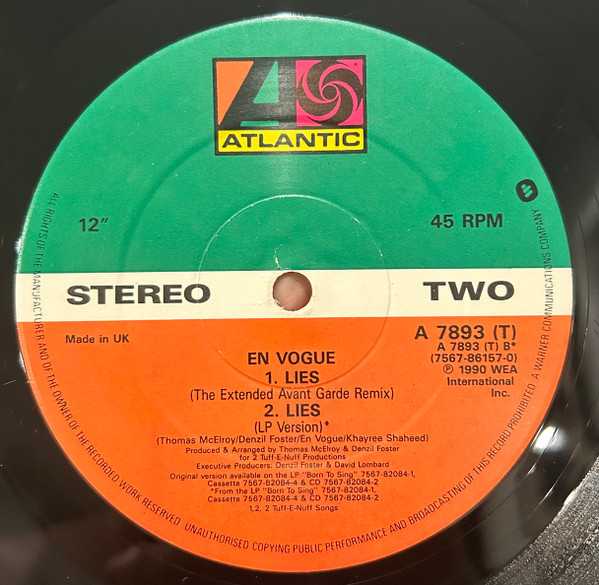 ATLANTIC
12"
45 RPM
STEREO
TWO
Made in UK
A 7893 (T)
A 7893 (T) B*
(7567-86157-0)
℗ 1990 WEA
International
Inc.
EN VOGUE
1. LIES
(The Extended Avant Garde Remix)
2. LIES
(LP Version)*
(Thomas McElroy/Denzil Foster/En Vogue/Khayree Shaheed)
Produced & Arranged by Thomas McElroy & Denzil Foster
for 2 Tuff-E-Nuff Productions
Executive Producers: Denzil Foster & David Lombard
Original version available on the LP "Born To Sing" 7567-82084-1,
Cassette 7567-82084-4 & CD 7567-82084-2
*From the LP "Born To Sing" 7567-82084-1,
Cassette 7567-82084-4 & CD 7567-82084-2
1,2. 2 Tuff-E-Nuff Songs
ALL RIGHTS OF THE MANUFACTURER AND OF THE OWNER OF THE RECORDED WORK RESERVED UNAUTHORISED COPYING PUBLIC PERFORMANCE AND BROADCASTING OF THIS RECORD PROHIBITED A WARNER COMMUNICATIONS COMPANY